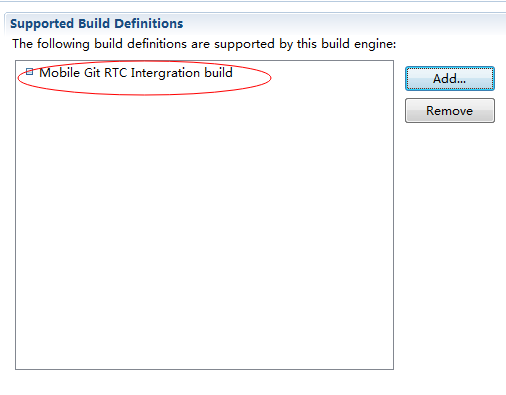 Supported Build Definitions
The following build definitions are supported by this build engine:
Mobile Git RTC Intergration build
Add...
Remove